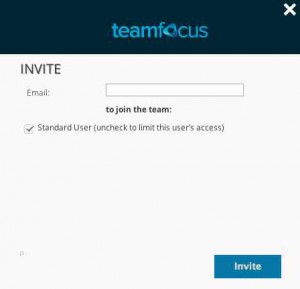 teamfocus
INVITE
Email:
to join the team:
Standard User (uncheck to limit this user's access)
Invite